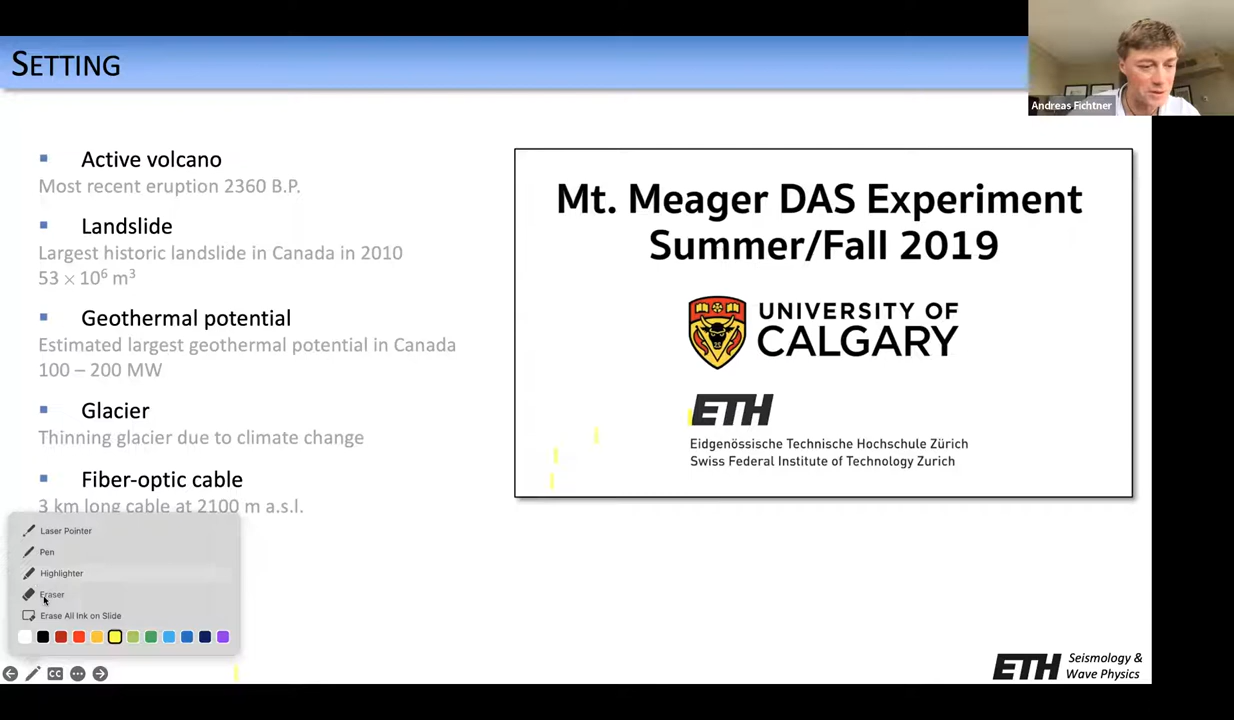 SETTING
Andreas Fichtner
Active volcano
Most recent eruption 2360 B.P.
Landslide
Largest historic landslide in Canada in 2010
53 × 10⁶ m³
Geothermal potential
Estimated largest geothermal potential in Canada
100 – 200 MW
Glacier
Thinning glacier due to climate change
Fiber-optic cable
3 km long cable at 2100 m a.s.l.
Mt. Meager DAS Experiment
Summer/Fall 2019
UNIVERSITY OF
CALGARY
ETH
Eidgenössische Technische Hochschule Zürich
Swiss Federal Institute of Technology Zurich
Laser Pointer
Pen
Highlighter
Eraser
Erase All Ink on Slide
CC
ETH Seismology &
Wave Physics